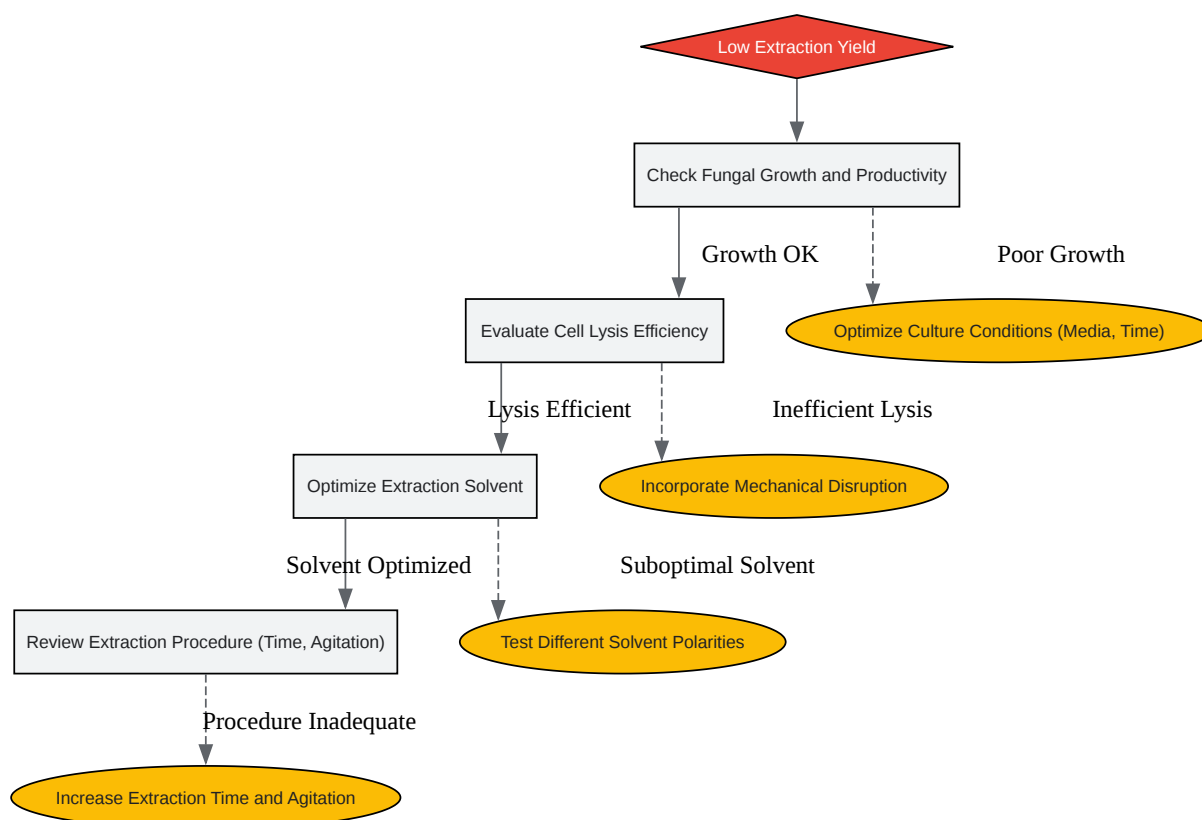 Low Extraction Yield
Check Fungal Growth and Productivity
Growth OK
Poor Growth
Evaluate Cell Lysis Efficiency
Optimize Culture Conditions (Media, Time)
Lysis Efficient
Inefficient Lysis
Optimize Extraction Solvent
Incorporate Mechanical Disruption
Solvent Optimized
Suboptimal Solvent
Review Extraction Procedure (Time, Agitation)
Test Different Solvent Polarities
Procedure Inadequate
Increase Extraction Time and Agitation